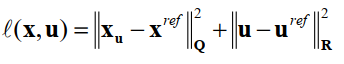 ℓ(x,u) = ‖x_u − x^{ref}‖²_Q + ‖u − u^{ref}‖²_R